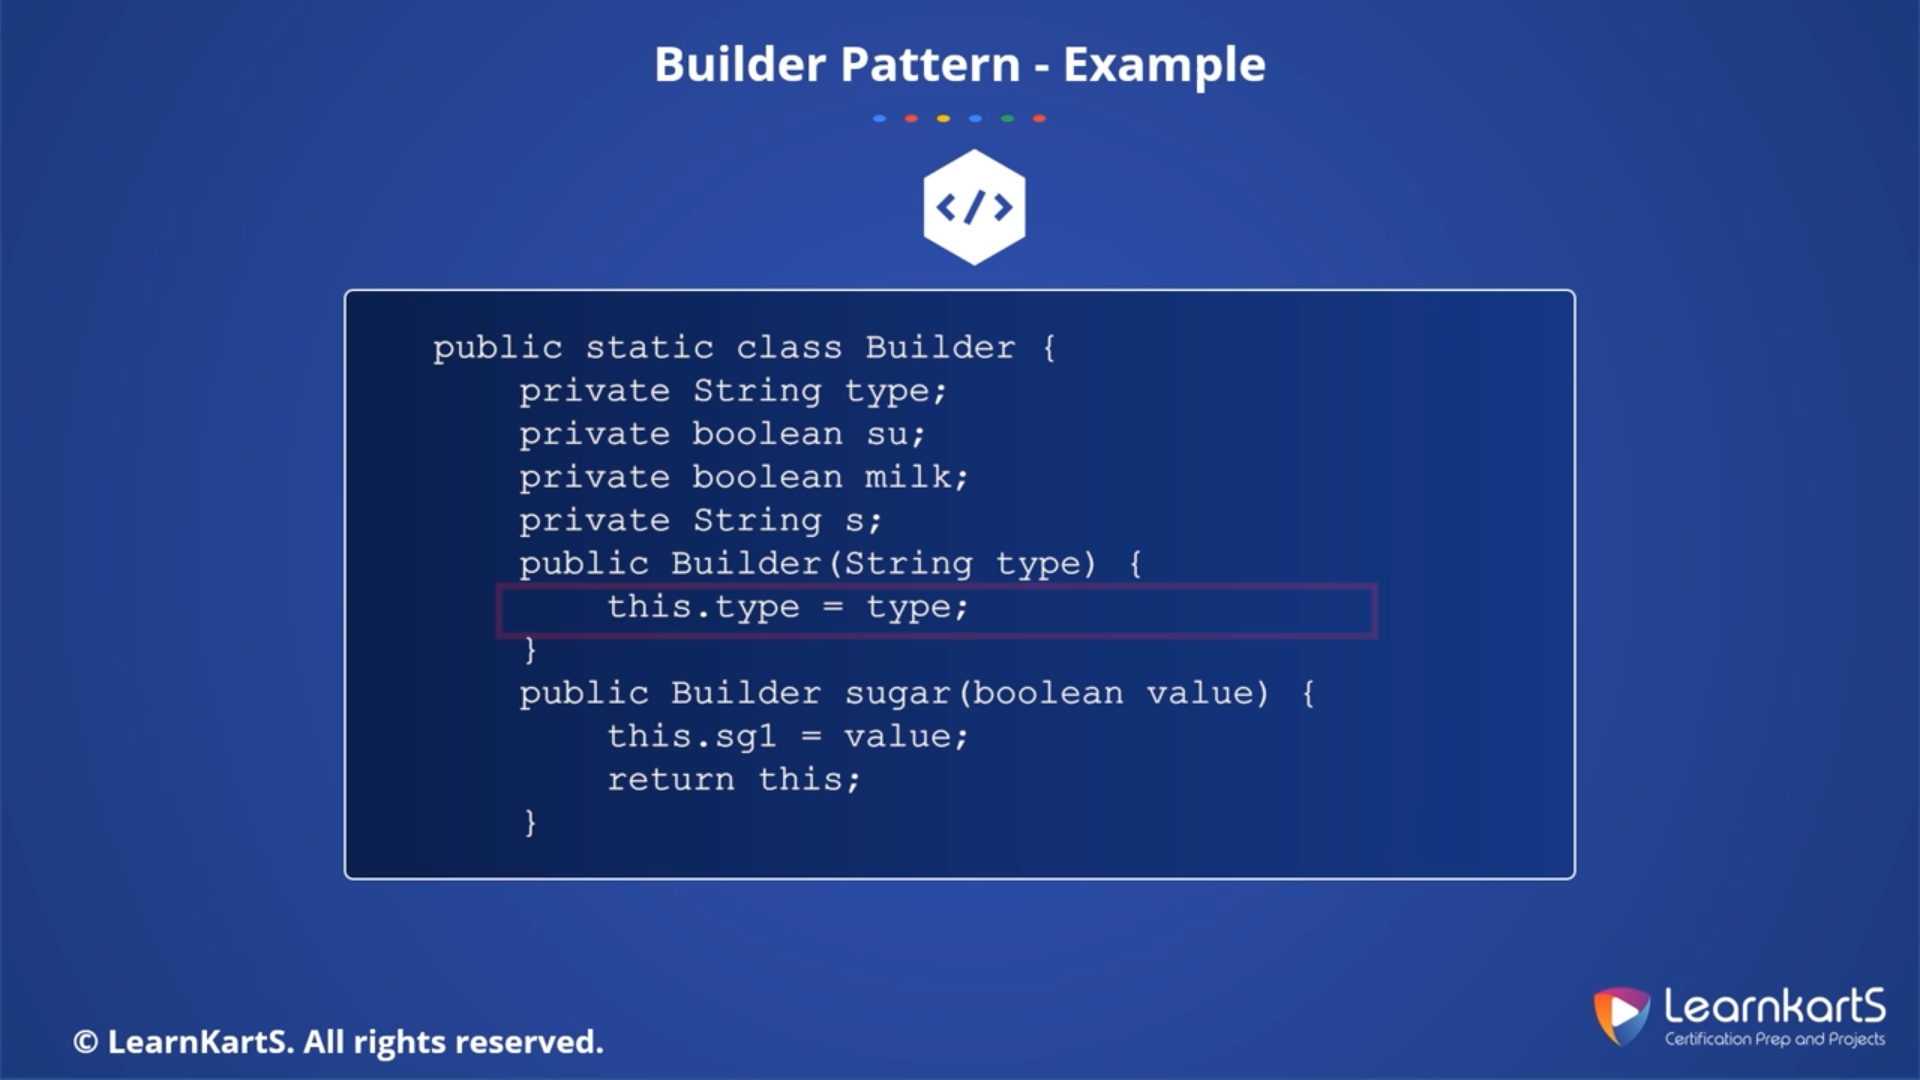 Builder Pattern - Example
</>
public static class Builder {
private String type;
private boolean su;
private boolean milk;
private String s;
public Builder(String type) {
this.type = type;
}
public Builder sugar(boolean value) {
this.sg1 = value;
return this;
}
© LearnKartS. All rights reserved.
LearnkartS
Certification Prep and Projects